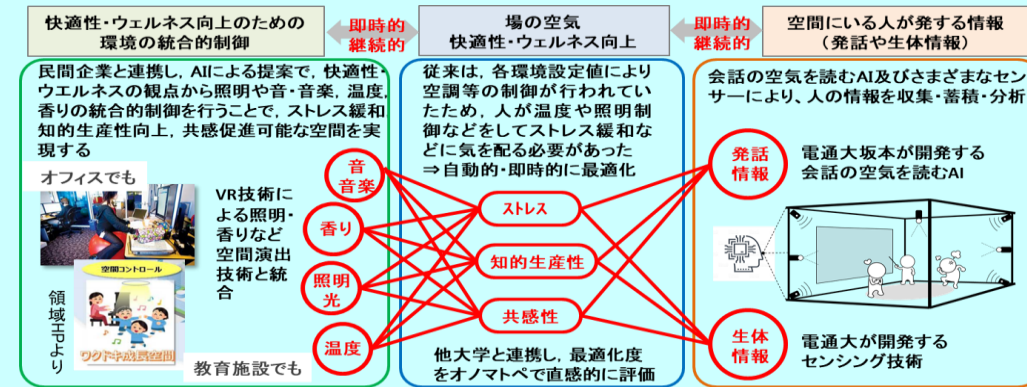 快適性・ウェルネス向上のための
環境の統合的制御
即時的
継続的
場の空気
快適性・ウェルネス向上
即時的
継続的
空間にいる人が発する情報
(発話や生体情報)
民間企業と連携し, AIによる提案で, 快適性・
ウエルネスの観点から照明や音・音楽, 温度,
香りの統合的制御を行うことで, ストレス緩和
知的生産性向上, 共感促進可能な空間を実
現する
オフィスでも
VR技術に
よる照明・
香りなど
空間演出
技術と統
合
空間コントロール
ワクドキ成長空間
領域HPより
教育施設でも
音
音楽
香り
照明
光
温度
従来は, 各環境設定値により
空調等の制御が行われてい
たため, 人が温度や照明制
御などをしてストレス緩和な
どに気を配る必要があった
⇒自動的・即時的に最適化
ストレス
知的生産性
共感性
他大学と連携し, 最適化度
をオノマトペで直感的に評価
会話の空気を読むAI及びさまざまなセン
サーにより、人の情報を収集・蓄積・分析
発話
情報
電通大坂本が開発する
会話の空気を読むAI
生体
情報
電通大が開発する
センシング技術